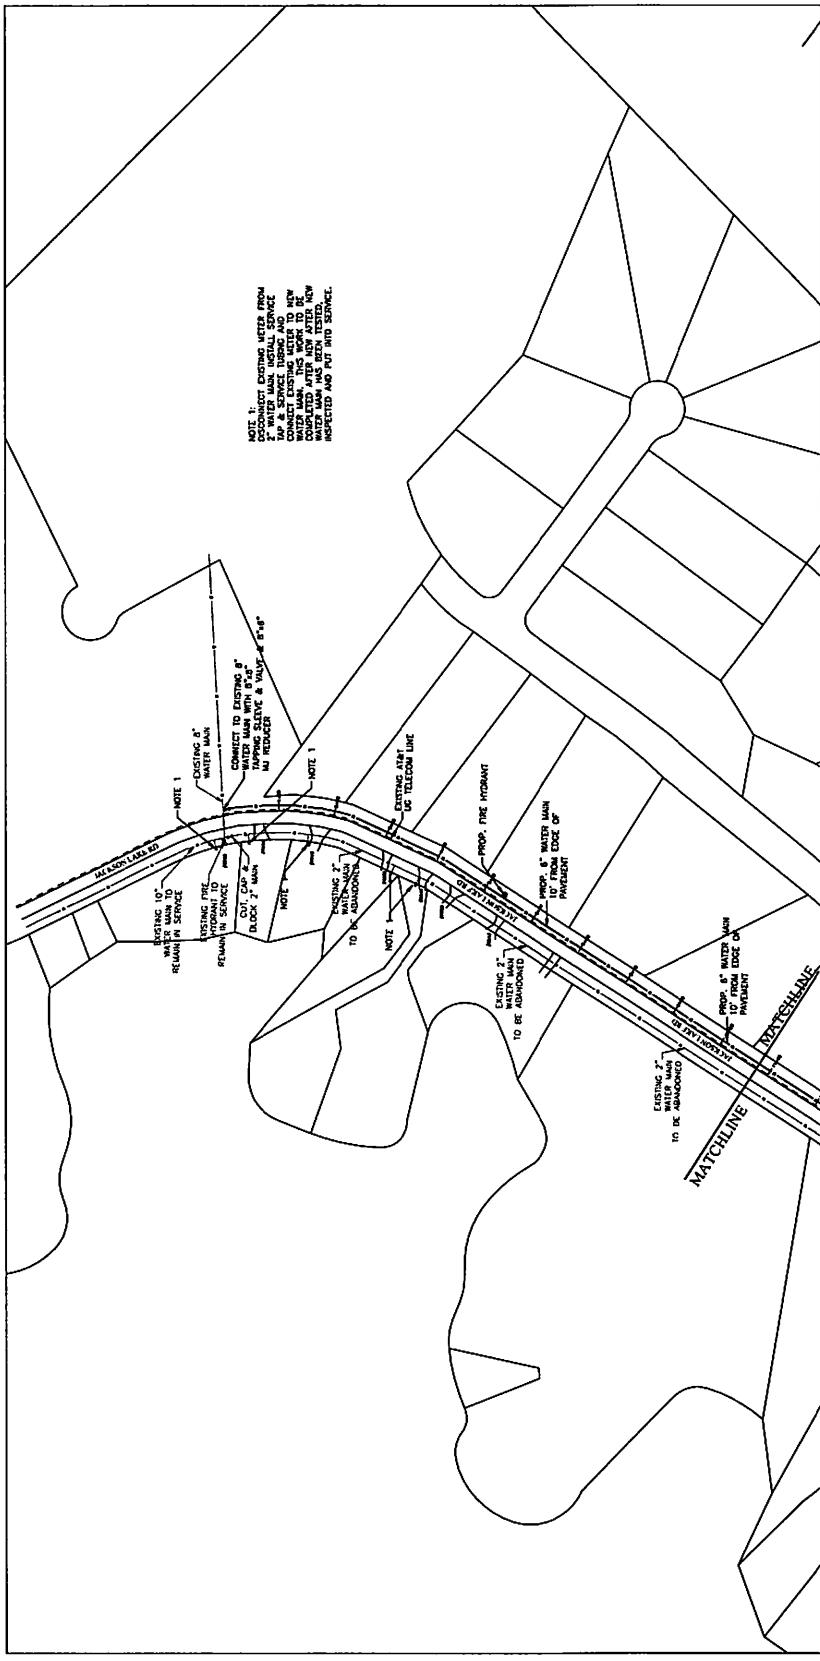 NOTE 1:
DISCONNECT EXISTING METER FROM
2" WATER MAIN. INSTALL SERVICE
TAP & SERVICE TUBING AND
CONNECT EXISTING METER TO NEW
WATER MAIN. THIS WORK TO BE
COMPLETED AFTER NEW AFTER NEW
WATER MAIN HAS BEEN TESTED,
INSPECTED AND PUT INTO SERVICE.
JACKSON LAKE RD
NOTE 1
EXISTING 8"
WATER MAIN
CONNECT TO EXISTING 8"
WATER MAIN WITH 8"x8"
TAPPING SLEEVE & VALVE & 8"x6"
MJ REDUCER
NOTE 1
EXISTING 10"
WATER MAIN TO
REMAIN IN SERVICE
EXISTING FIRE
HYDRANT TO
REMAIN IN SERVICE
CUT, CAP &
BLOCK 2" MAIN
NOTE 1
EXISTING 2"
WATER MAIN
TO BE ABANDONED
NOTE 1
EXISTING AT&T
UG TELECOM LINE
PROP. FIRE HYDRANT
JACKSON LAKE RD
PROP. 6" WATER MAIN
10' FROM EDGE OF
PAVEMENT
EXISTING 2"
WATER MAIN
TO BE ABANDONED
JACKSON LAKE RD
PROP. 6" WATER MAIN
10' FROM EDGE OF
PAVEMENT
EXISTING 2"
WATER MAIN
TO BE ABANDONED
MATCHLINE
MATCHLINE